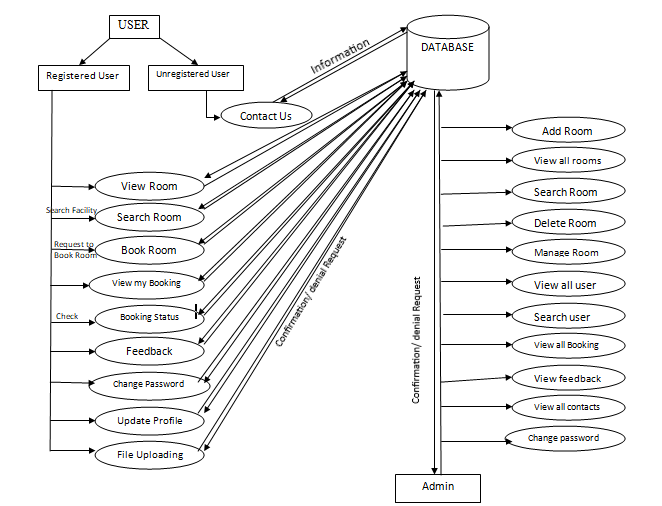 USER
DATABASE
Information
Registered User
Unregistered User
Contact Us
Add Room
View all rooms
View Room
Search Room
Search Facility
Search Room
Delete Room
Request to
Book Room
Book Room
Manage Room
View my Booking
View all user
Check
Booking Status
Search user
Confirmation/ denial Request
Confirmation/ denial Request
Feedback
View all Booking
Change Password
View feedback
View all contacts
Update Profile
Change password
File Uploading
Admin